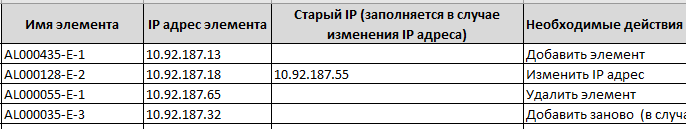 Имя элемента IP адрес элемента Старый IP (заполняется в случае изменения IP адреса) Необходимые действия
AL000435-E-1 10.92.187.13 Добавить элемент
AL000128-E-2 10.92.187.18 10.92.187.55 Изменить IP адрес
AL000055-E-1 10.92.187.65 Удалить элемент
AL000035-E-3 10.92.187.32 Добавить заново (в случа